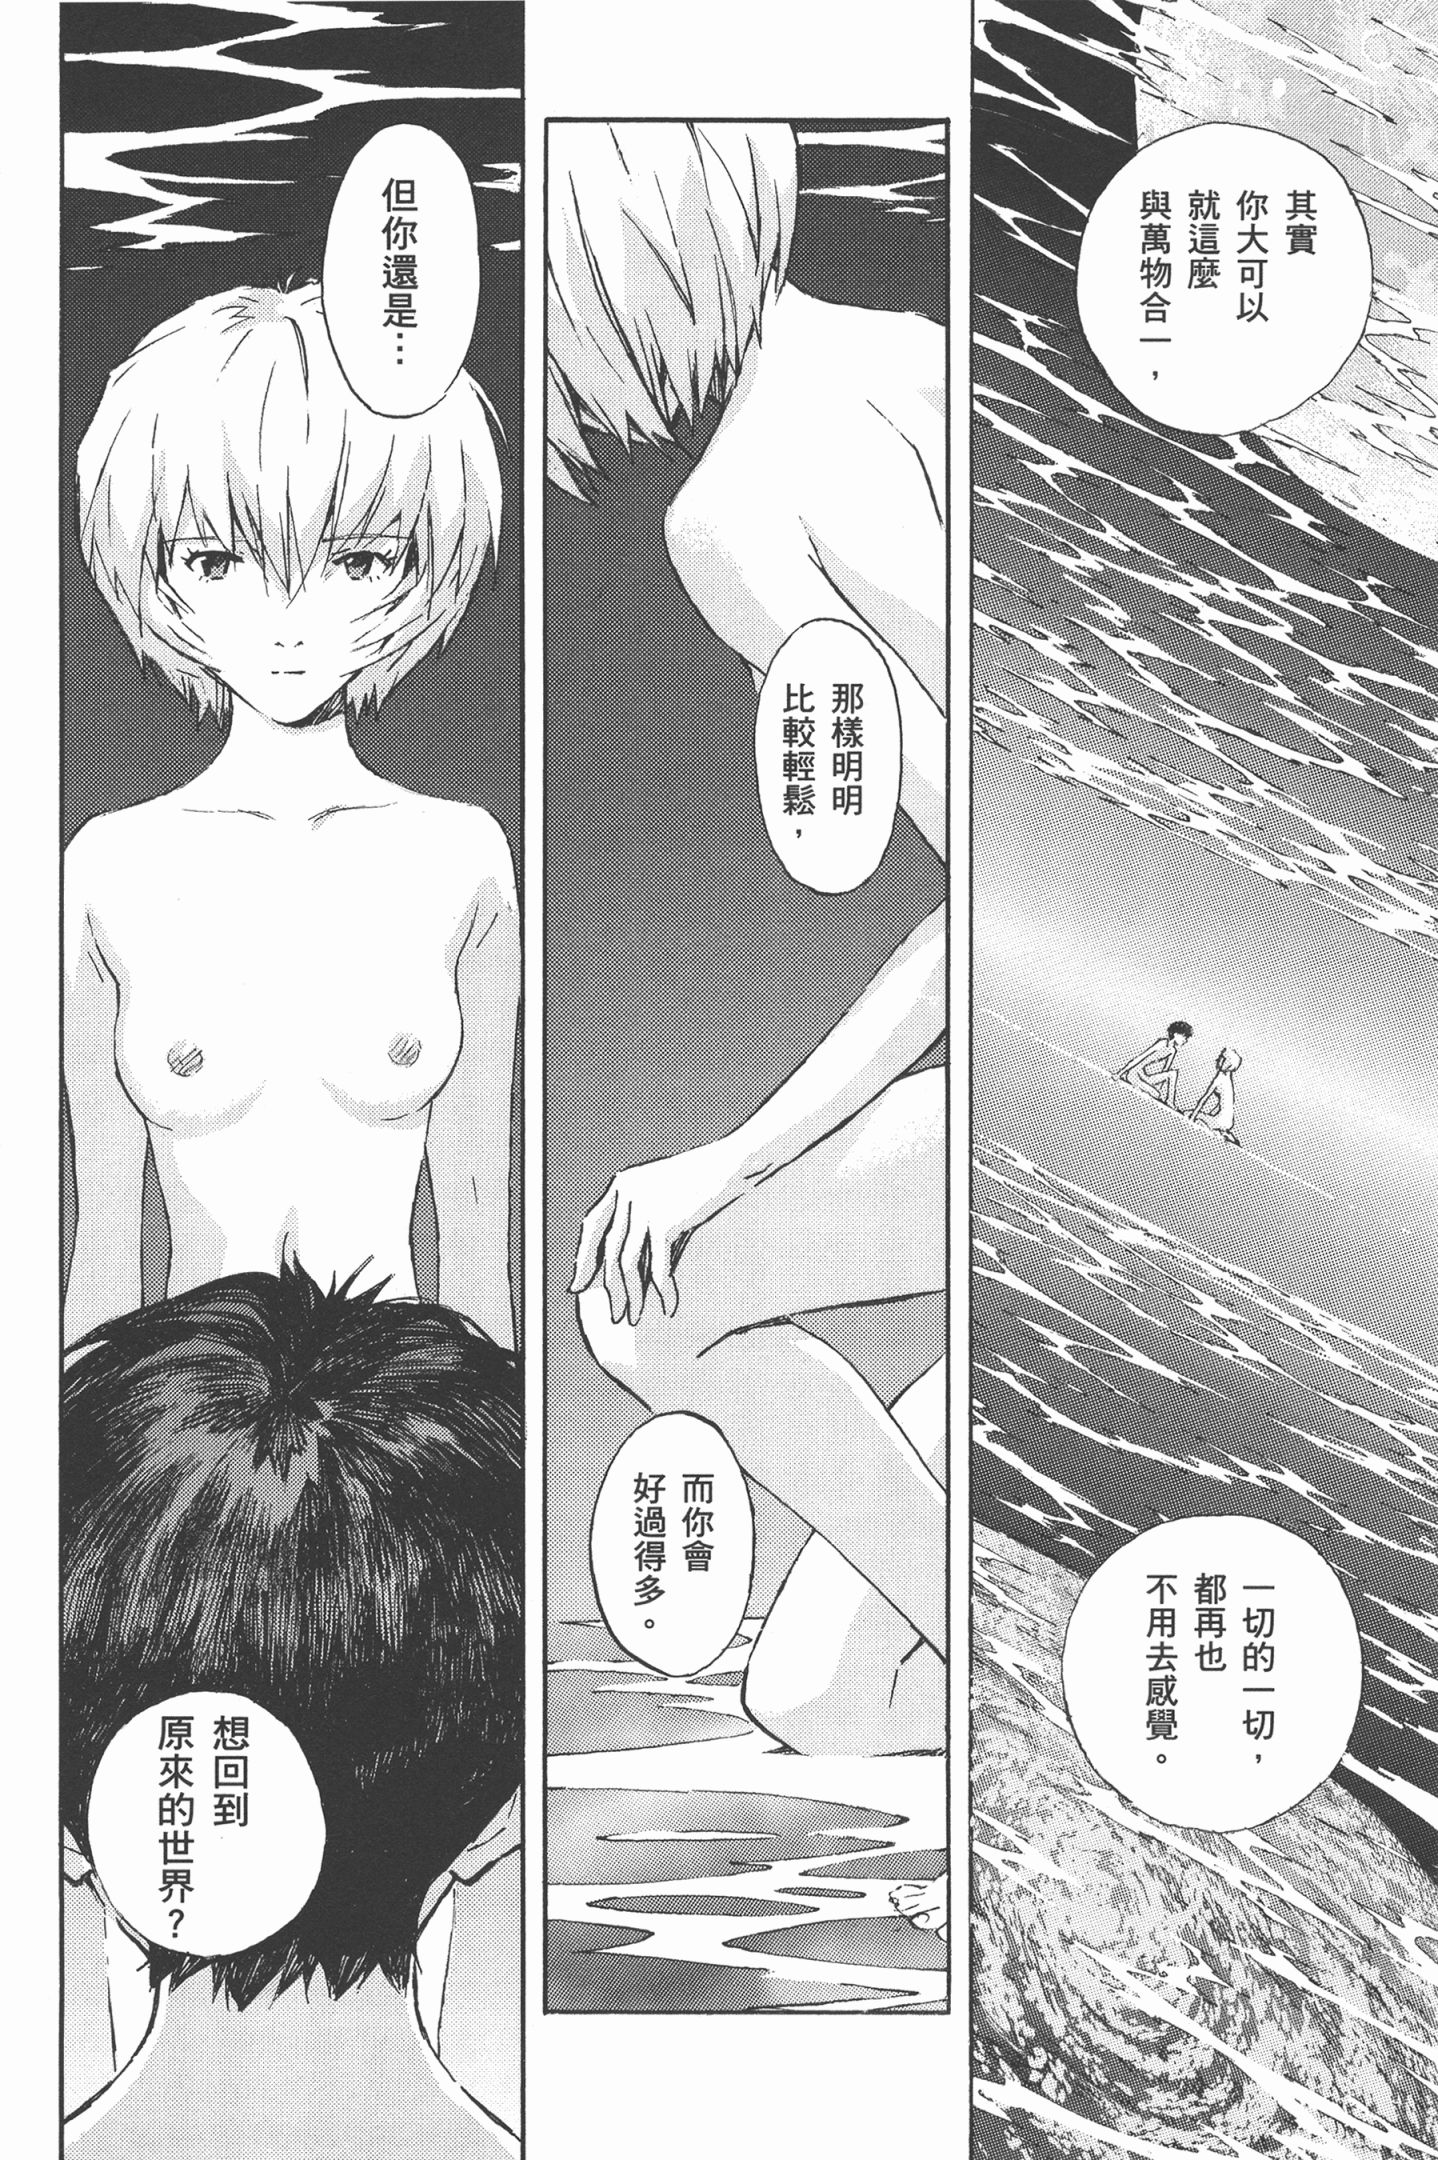 其實
你大可以
就這麼
與萬物合一，
一切的一切，
都再也
不用去感覺。
那樣明明
比較輕鬆，
而你會
好過得多。
但你還是…
想回到
原來的世界？